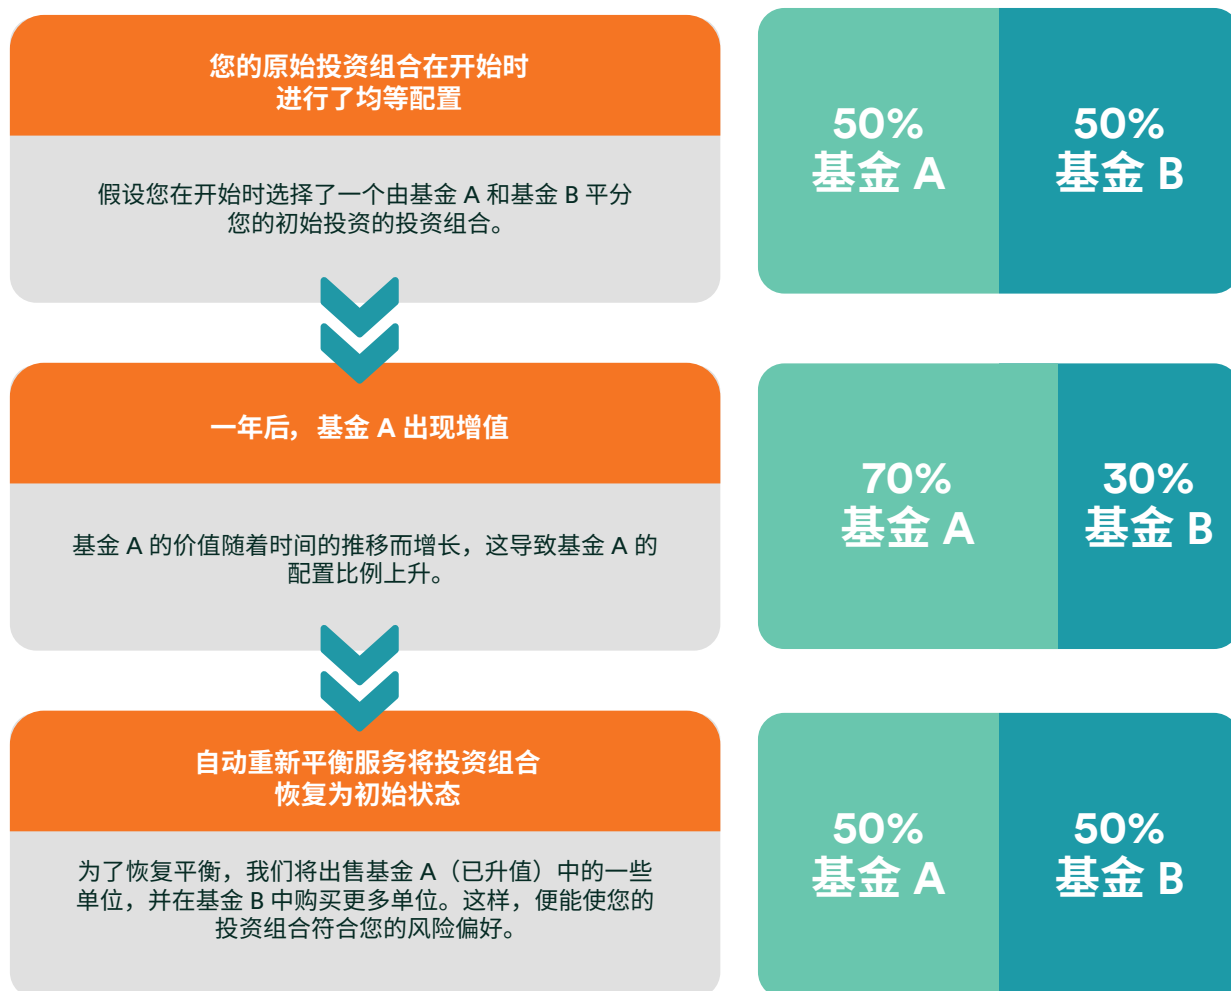 您的原始投资组合在开始时
进行了均等配置
假设您在开始时选择了一个由基金 A 和基金 B 平分
您的初始投资的投资组合。
50%
基金 A
50%
基金 B
一年后，基金 A 出现增值
基金 A 的价值随着时间的推移而增长，这导致基金 A 的
配置比例上升。
70%
基金 A
30%
基金 B
自动重新平衡服务将投资组合
恢复为初始状态
为了恢复平衡，我们将出售基金 A（已升值）中的一些
单位，并在基金 B 中购买更多单位。这样，便能使您的
投资组合符合您的风险偏好。
50%
基金 A
50%
基金 B